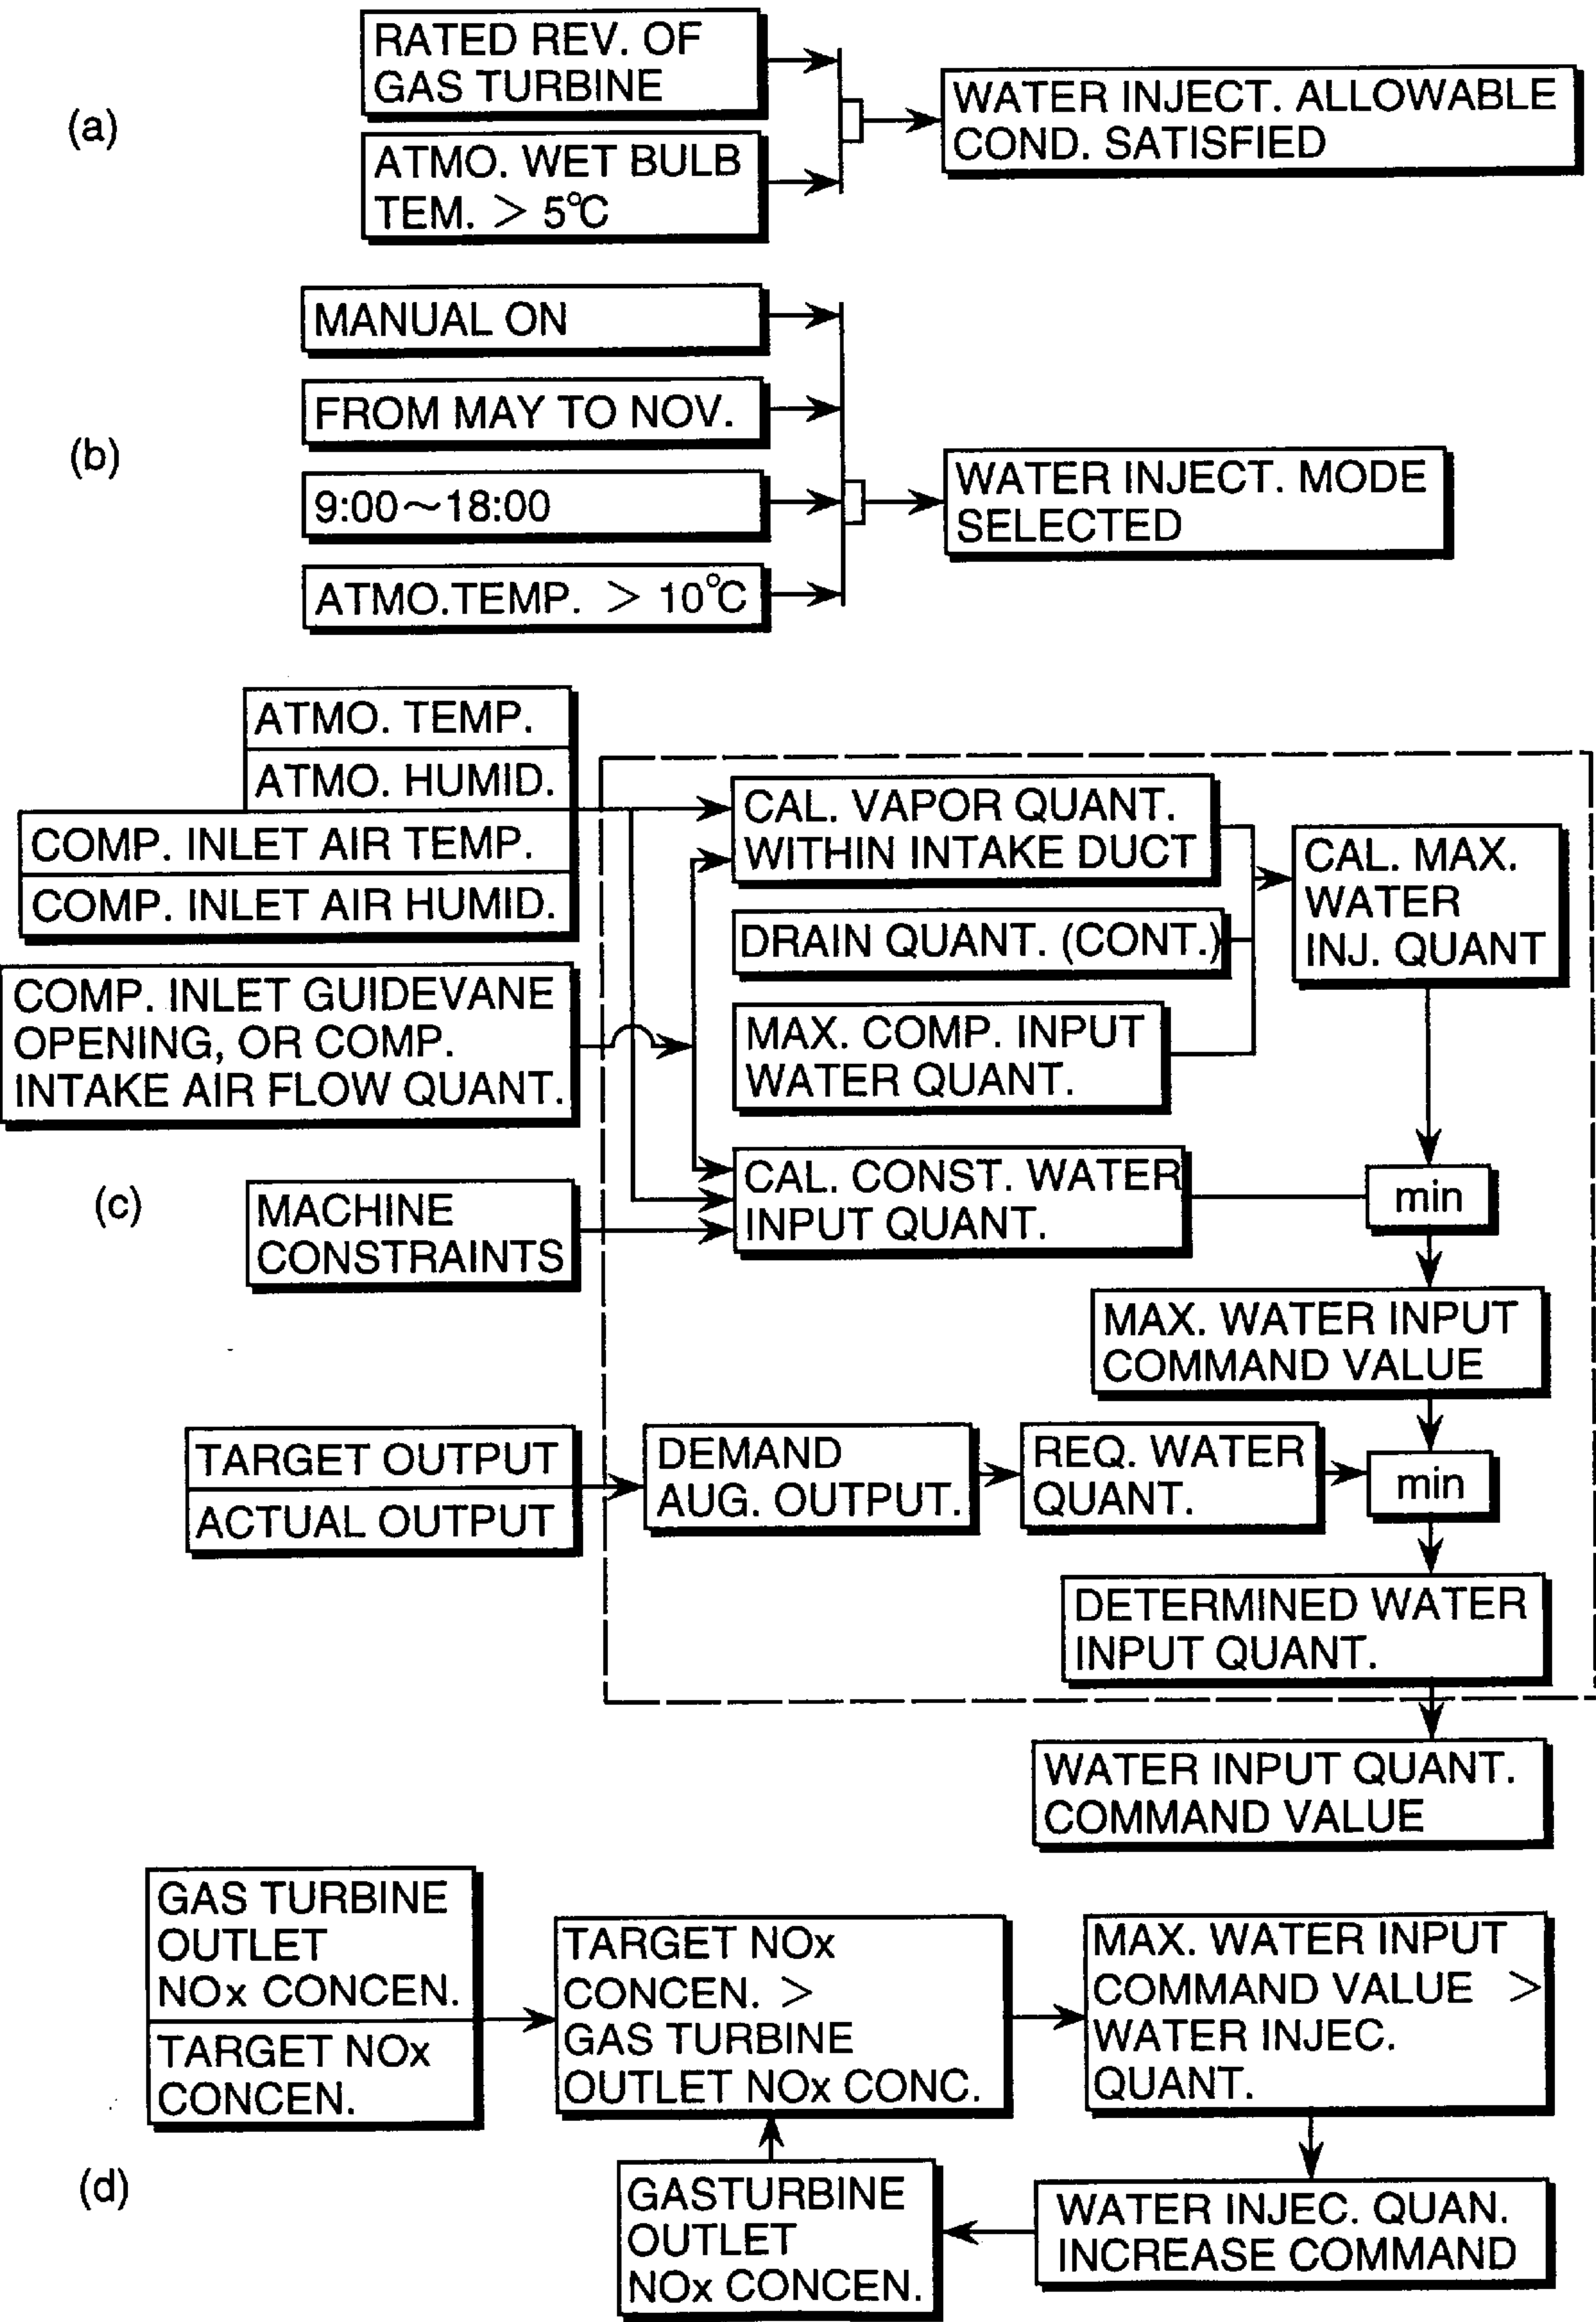 (a)
RATED REV. OF
GAS TURBINE
ATMO. WET BULB
TEM. > 5℃
WATER INJECT. ALLOWABLE
COND. SATISFIED
(b)
MANUAL ON
FROM MAY TO NOV.
9:00～18:00
ATMO.TEMP. > 10℃
WATER INJECT. MODE
SELECTED
(c)
ATMO. TEMP.
ATMO. HUMID.
COMP. INLET AIR TEMP.
COMP. INLET AIR HUMID.
COMP. INLET GUIDEVANE
OPENING, OR COMP.
INTAKE AIR FLOW QUANT.
MACHINE
CONSTRAINTS
CAL. VAPOR QUANT.
WITHIN INTAKE DUCT
DRAIN QUANT. (CONT.)
MAX. COMP. INPUT
WATER QUANT.
CAL. CONST. WATER
INPUT QUANT.
CAL. MAX.
WATER
INJ. QUANT
min
MAX. WATER INPUT
COMMAND VALUE
TARGET OUTPUT
ACTUAL OUTPUT
DEMAND
AUG. OUTPUT.
REQ. WATER
QUANT.
min
DETERMINED WATER
INPUT QUANT.
WATER INPUT QUANT.
COMMAND VALUE
(d)
GAS TURBINE
OUTLET
NOx CONCEN.
TARGET NOx
CONCEN.
TARGET NOx
CONCEN. >
GAS TURBINE
OUTLET NOx CONC.
MAX. WATER INPUT
COMMAND VALUE >
WATER INJEC.
QUANT.
WATER INJEC. QUAN.
INCREASE COMMAND
GASTURBINE
OUTLET
NOx CONCEN.